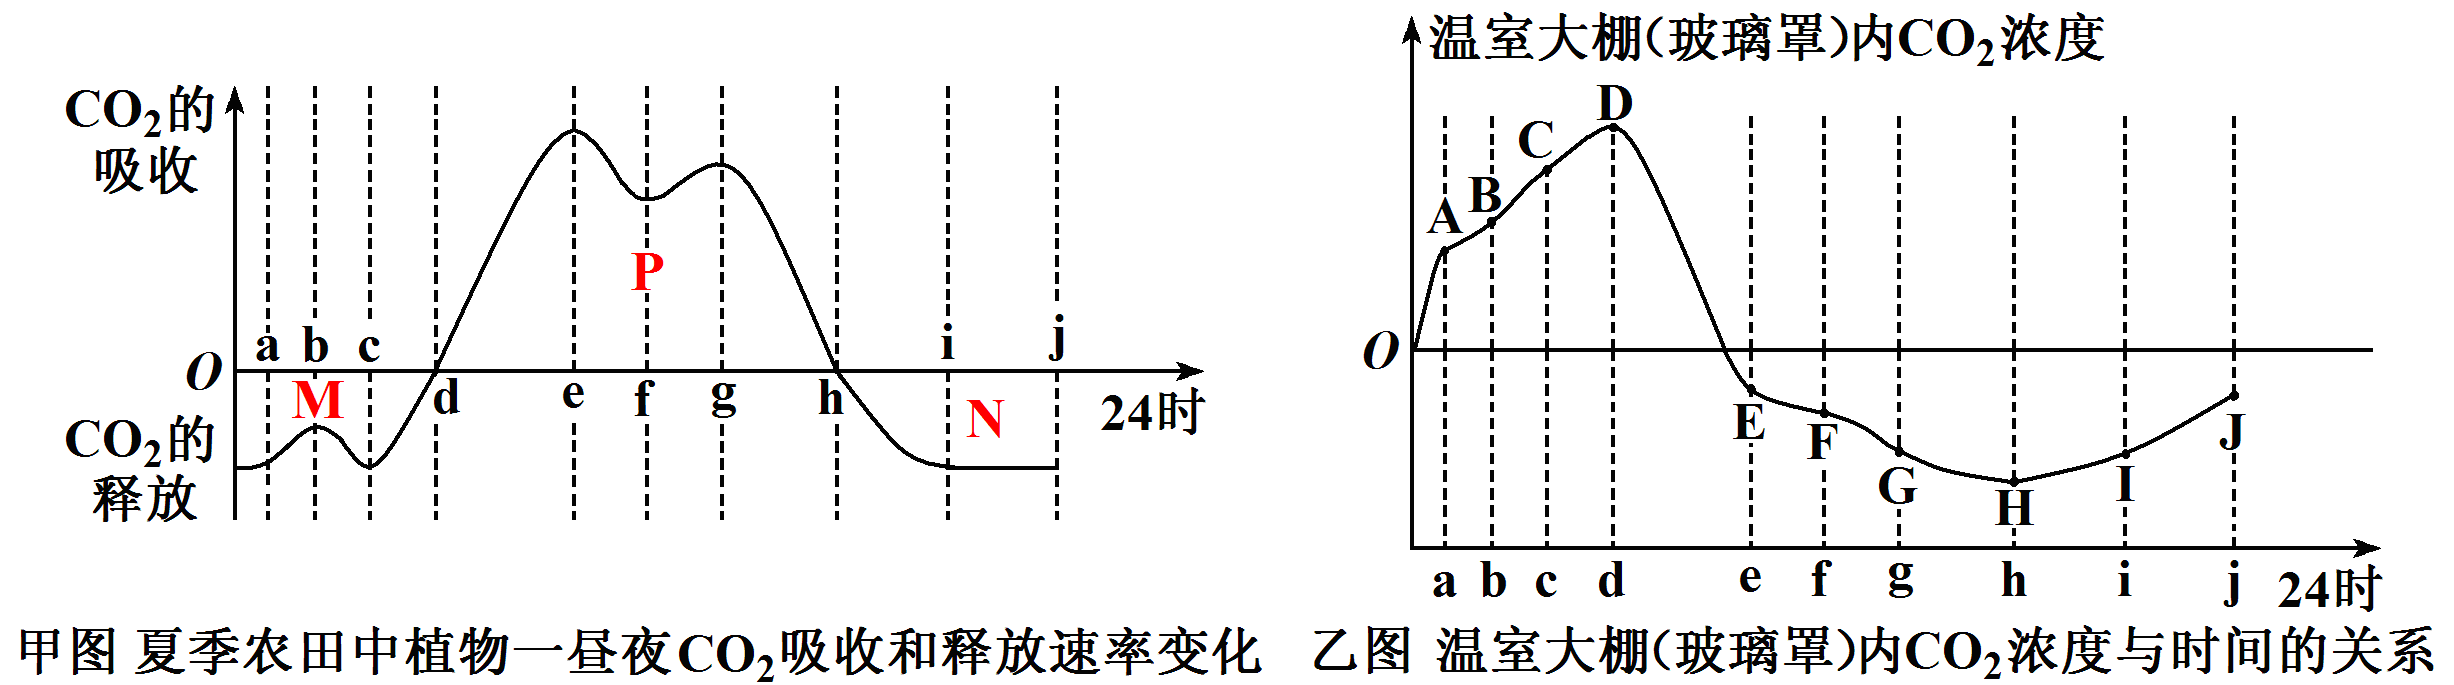 CO₂的
吸收
CO₂的
释放
O
a b c d e f g h i j
M
P
N
24时
甲图 夏季农田中植物一昼夜CO₂吸收和释放速率变化
温室大棚(玻璃罩)内CO₂浓度
O
A B C D E F G H I J
a b c d e f g h i j
24时
乙图 温室大棚(玻璃罩)内CO₂浓度与时间的关系